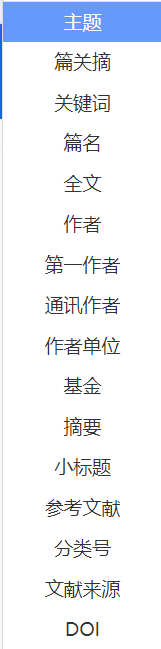 主题
篇关摘
关键词
篇名
全文
作者
第一作者
通讯作者
作者单位
基金
摘要
小标题
参考文献
分类号
文献来源
DOI